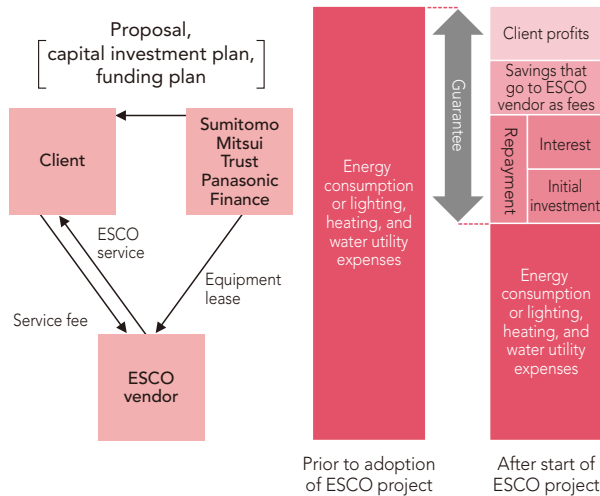 Proposal,
capital investment plan,
funding plan
Client
Sumitomo
Mitsui
Trust
Panasonic
Finance
ESCO
service
Service fee
Equipment
lease
ESCO
vendor
Energy
consumption
or lighting,
heating, and
water utility
expenses
Prior to adoption
of ESCO project
Guarantee
Client profits
Savings that
go to ESCO
vendor as fees
Repayment
Interest
Initial
investment
Energy
consumption
or lighting,
heating, and
water utility
expenses
After start of
ESCO project